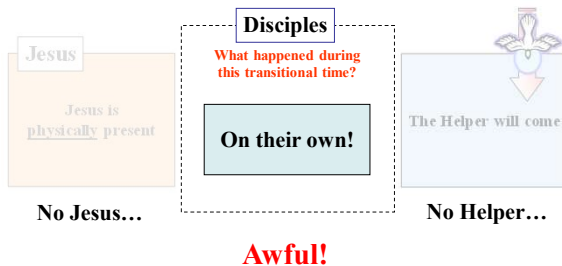 Disciples
What happened during
this transitional time?
Jesus
Jesus is
physically present
On their own!
The Helper will come
No Jesus…
No Helper…
Awful!